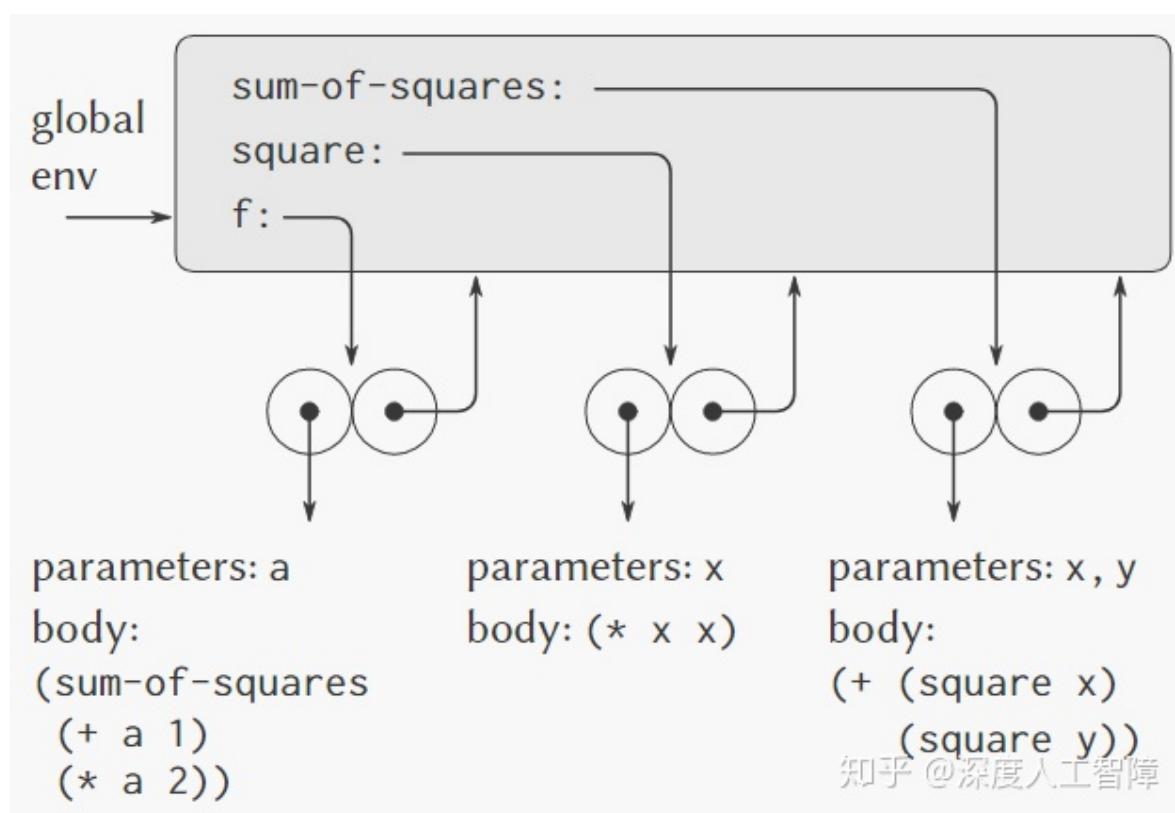 sum-of-squares:
global
env
square:
f:
parameters: a
body:
(sum-of-squares
(+ a 1)
(* a 2))
parameters: x
body: (* x x)
parameters: x, y
body:
(+ (square x)
(square y))
知乎 @深度人工智障